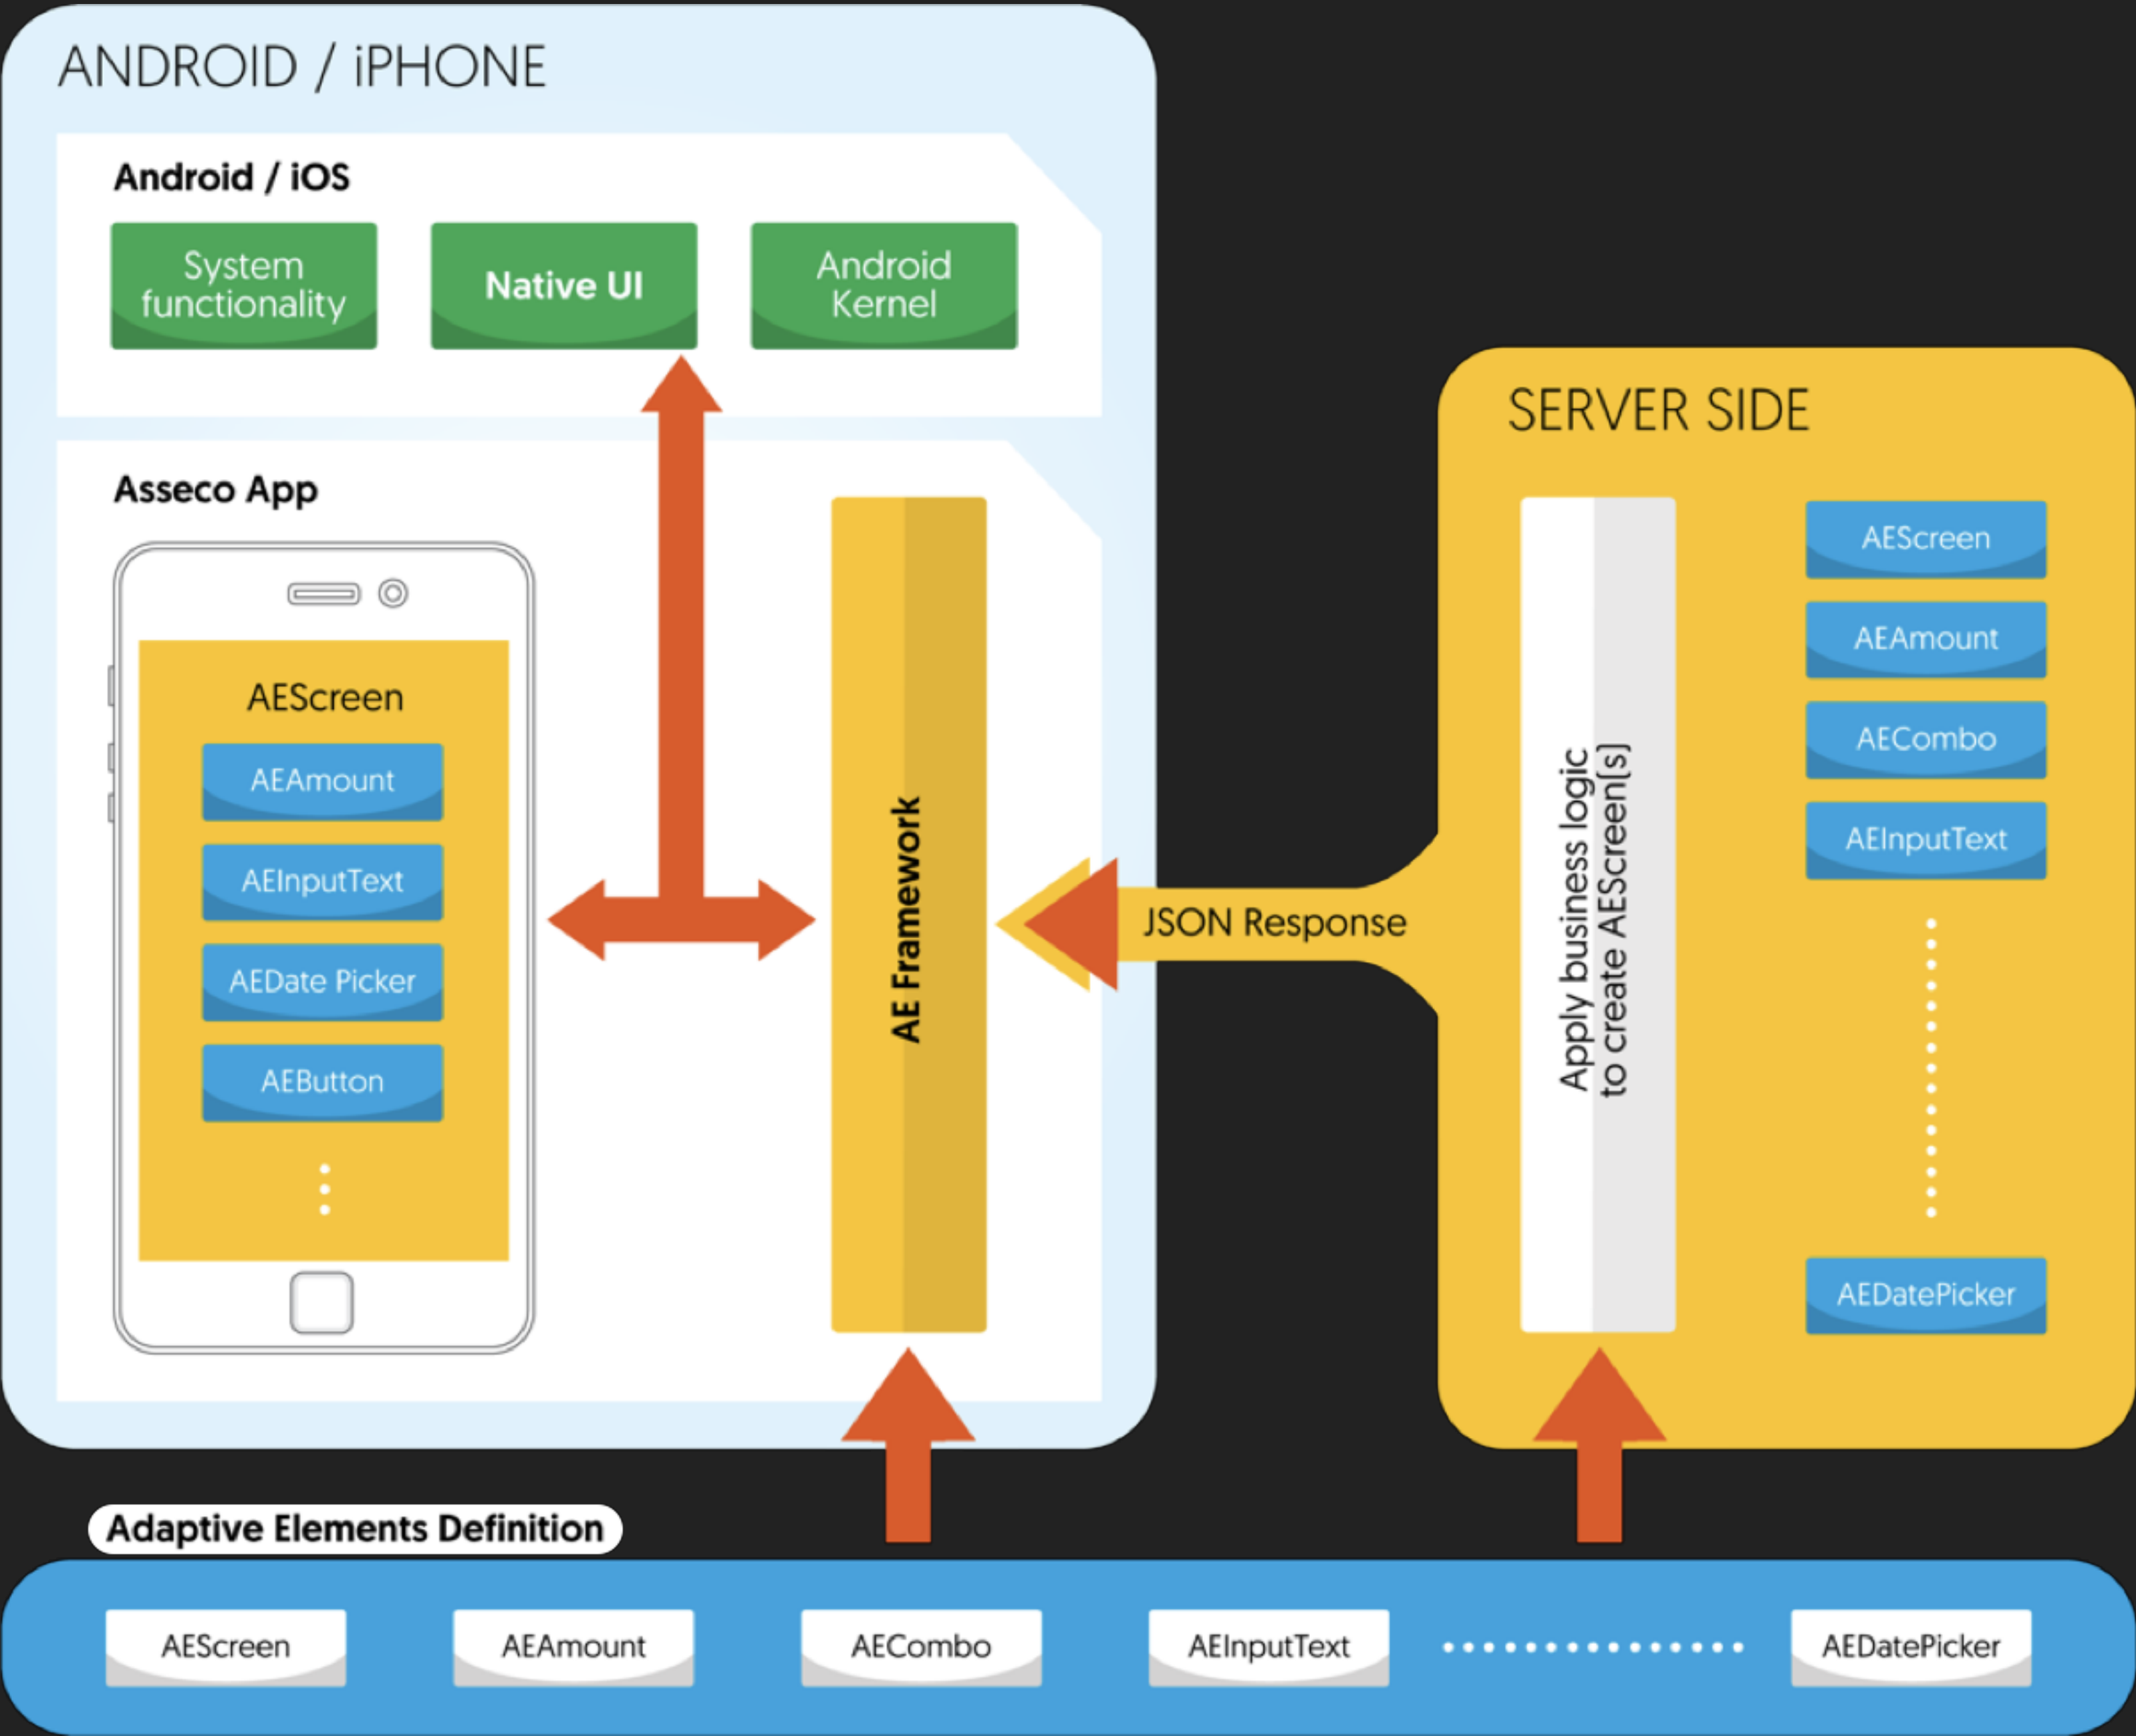 ANDROID / iPHONE
Android / iOS
System
functionality
Native UI
Android
Kernel
Asseco App
AEScreen
AEAmount
AEInputText
AEDate Picker
AEButton
AE Framework
JSON Response
SERVER SIDE
Apply business logic
to create AEScreen(s)
AEScreen
AEAmount
AECombo
AEInputText
AEDatePicker
Adaptive Elements Definition
AEScreen
AEAmount
AECombo
AEInputText
AEDatePicker